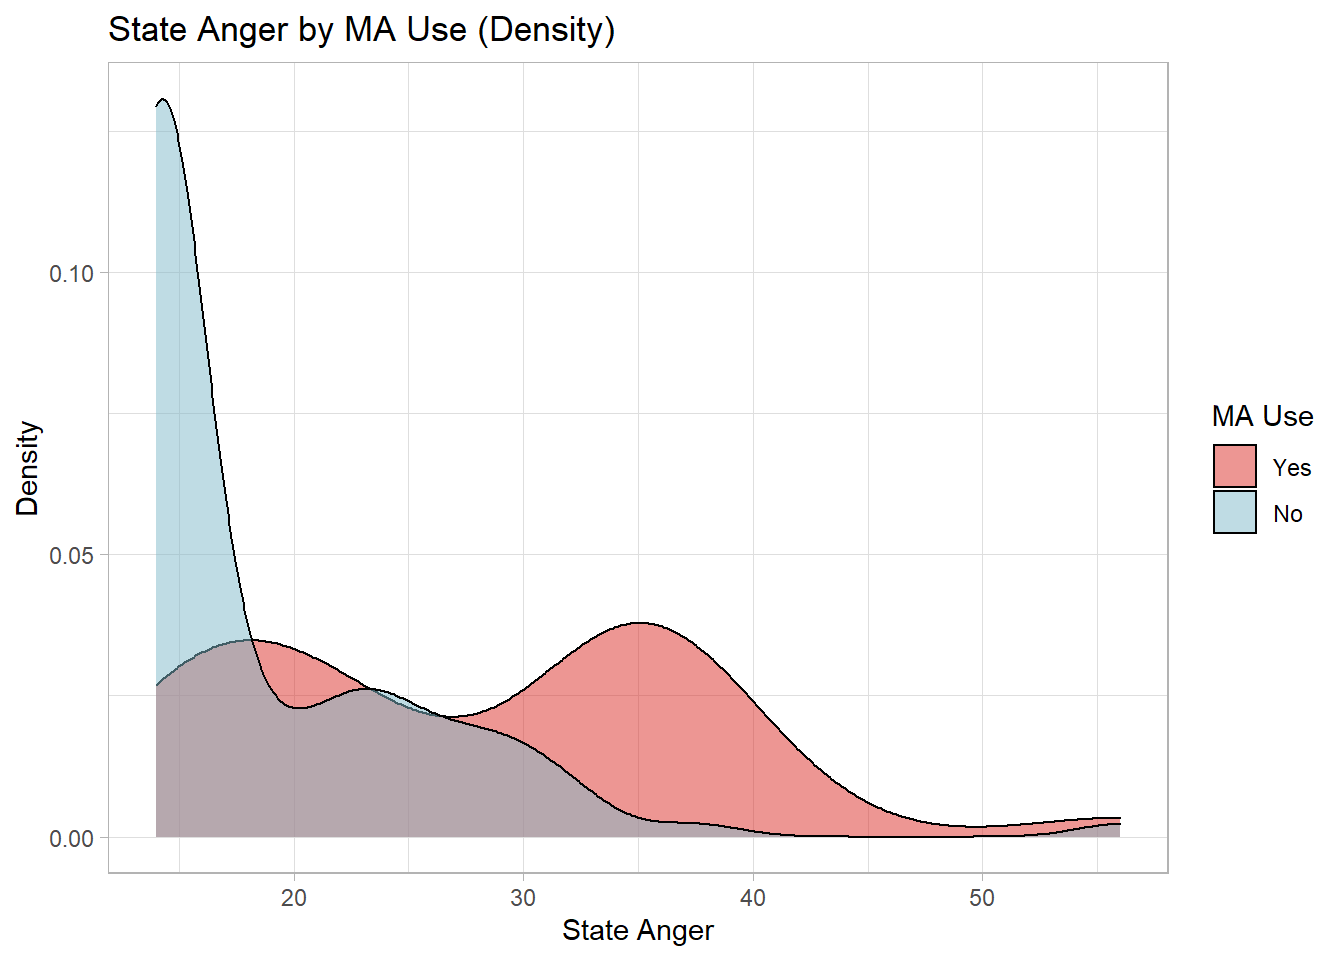 State Anger by MA Use (Density)
Density
0.10
0.05
0.00
20 30 40 50
State Anger
MA Use
Yes
No